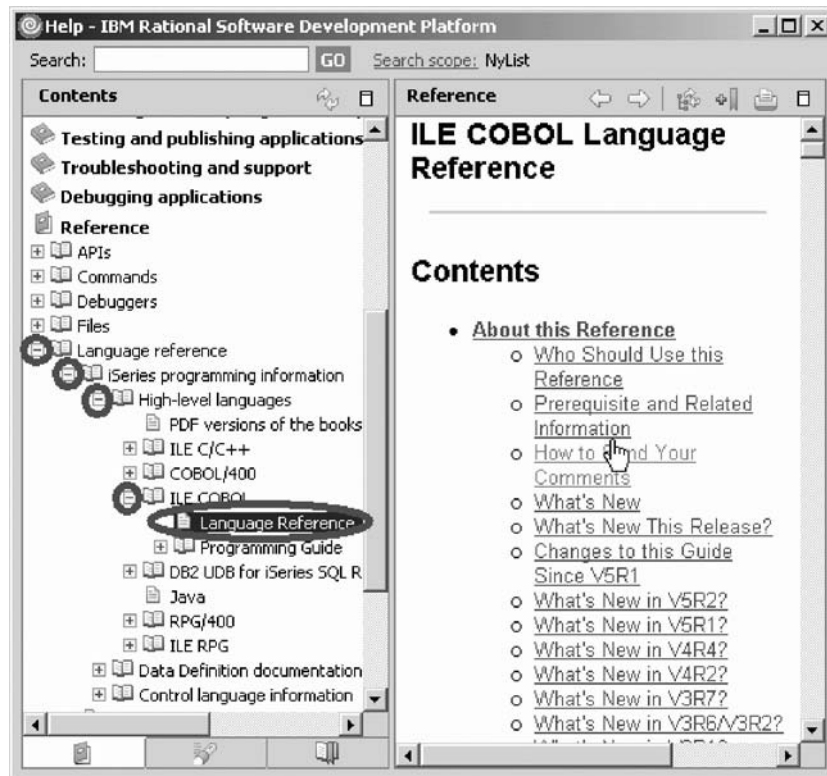 Help - IBM Rational Software Development Platform
Search: GO Search scope: NyList
Contents
Testing and publishing applications
Troubleshooting and support
Debugging applications
Reference
APIs
Commands
Debuggers
Files
Language reference
iSeries programming information
High-level languages
PDF versions of the books
ILE C/C++
COBOL/400
ILE COBOL
Language Reference
Programming Guide
DB2 UDB for iSeries SQL R
Java
RPG/400
ILE RPG
Data Definition documentation
Control language information
Reference
ILE COBOL Language
Reference
Contents
About this Reference
Who Should Use this
Reference
Prerequisite and Related
Information
How to Send Your
Comments
What's New
What's New This Release?
Changes to this Guide
Since V5R1
What's New in V5R2?
What's New in V5R1?
What's New in V4R4?
What's New in V4R2?
What's New in V3R7?
What's New in V3R6/V3R2?